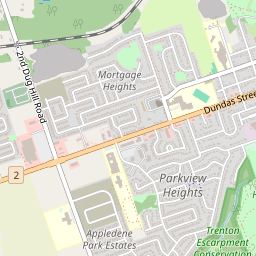 2nd Dug Hill Road
Mortgage
Heights
Dundas Stree
2
Parkview
Heights
Appledene
Park Estates
Trenton
Escarpment
Conservation